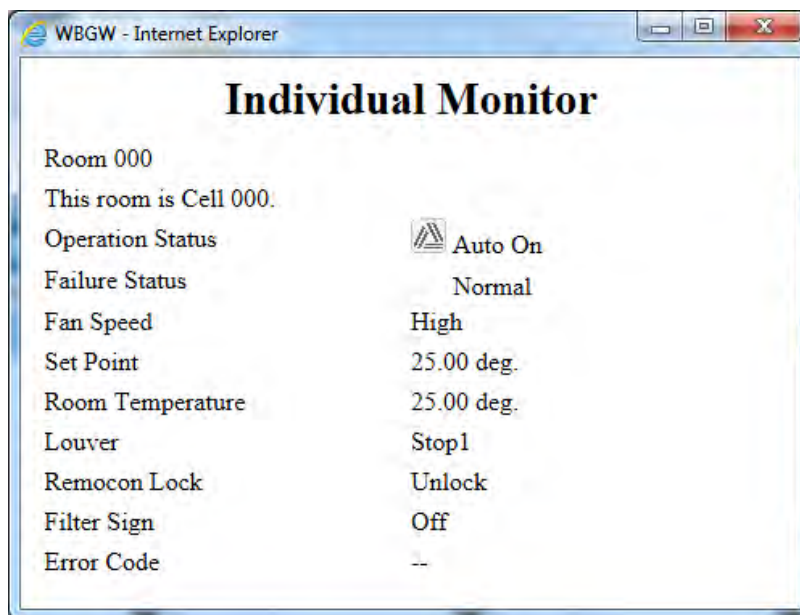 WBGW - Internet Explorer
Individual Monitor
Room 000
This room is Cell 000.
Operation Status Auto On
Failure Status Normal
Fan Speed High
Set Point 25.00 deg.
Room Temperature 25.00 deg.
Louver Stop1
Remocon Lock Unlock
Filter Sign Off
Error Code --